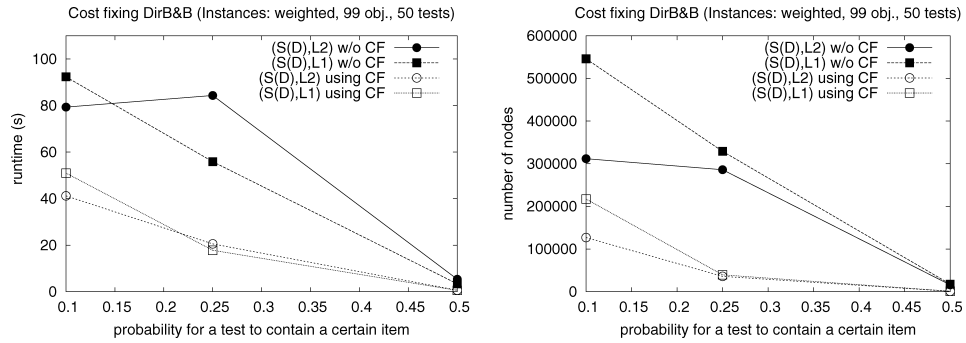 Cost fixing DirB&B (Instances: weighted, 99 obj., 50 tests)
(S(D),L2) w/o CF
(S(D),L1) w/o CF
(S(D),L2) using CF
(S(D),L1) using CF
runtime (s)
100
80
60
40
20
0
0.1 0.15 0.2 0.25 0.3 0.35 0.4 0.45 0.5
probability for a test to contain a certain item
Cost fixing DirB&B (Instances: weighted, 99 obj., 50 tests)
(S(D),L2) w/o CF
(S(D),L1) w/o CF
(S(D),L2) using CF
(S(D),L1) using CF
number of nodes
600000
500000
400000
300000
200000
100000
0
0.1 0.15 0.2 0.25 0.3 0.35 0.4 0.45 0.5
probability for a test to contain a certain item